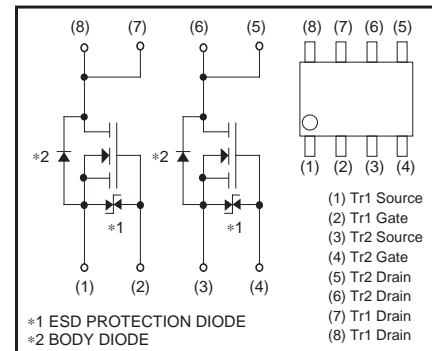 (8) (7) (6) (5)
(8) (7) (6) (5)
∗2 ∗2
∗1 ∗1
(1) (2) (3) (4)
(1) (2) (3) (4)
(1) Tr1 Source
(2) Tr1 Gate
(3) Tr2 Source
(4) Tr2 Gate
(5) Tr2 Drain
(6) Tr2 Drain
(7) Tr1 Drain
(8) Tr1 Drain
∗1 ESD PROTECTION DIODE
∗2 BODY DIODE